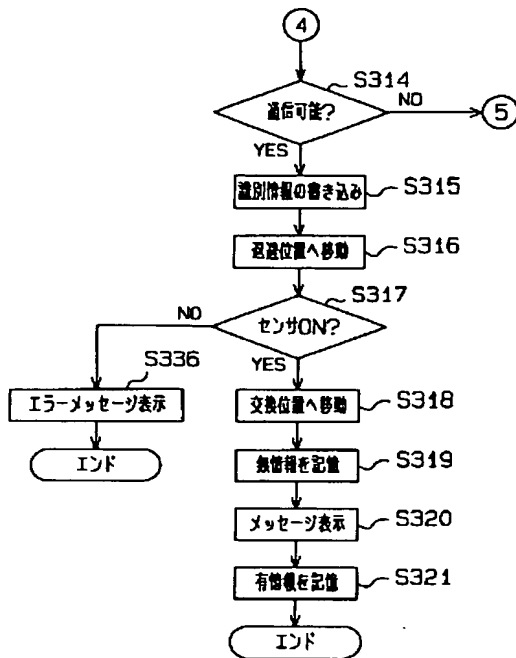 4
S314
通信可能?
NO
5
YES
S315
識別情報の書き込み
S316
退避位置へ移動
S317
センサON?
NO
YES
S336
エラーメッセージ表示
エンド
S318
交換位置へ移動
S319
無情報を記憶
S320
メッセージ表示
S321
有情報を記憶
エンド